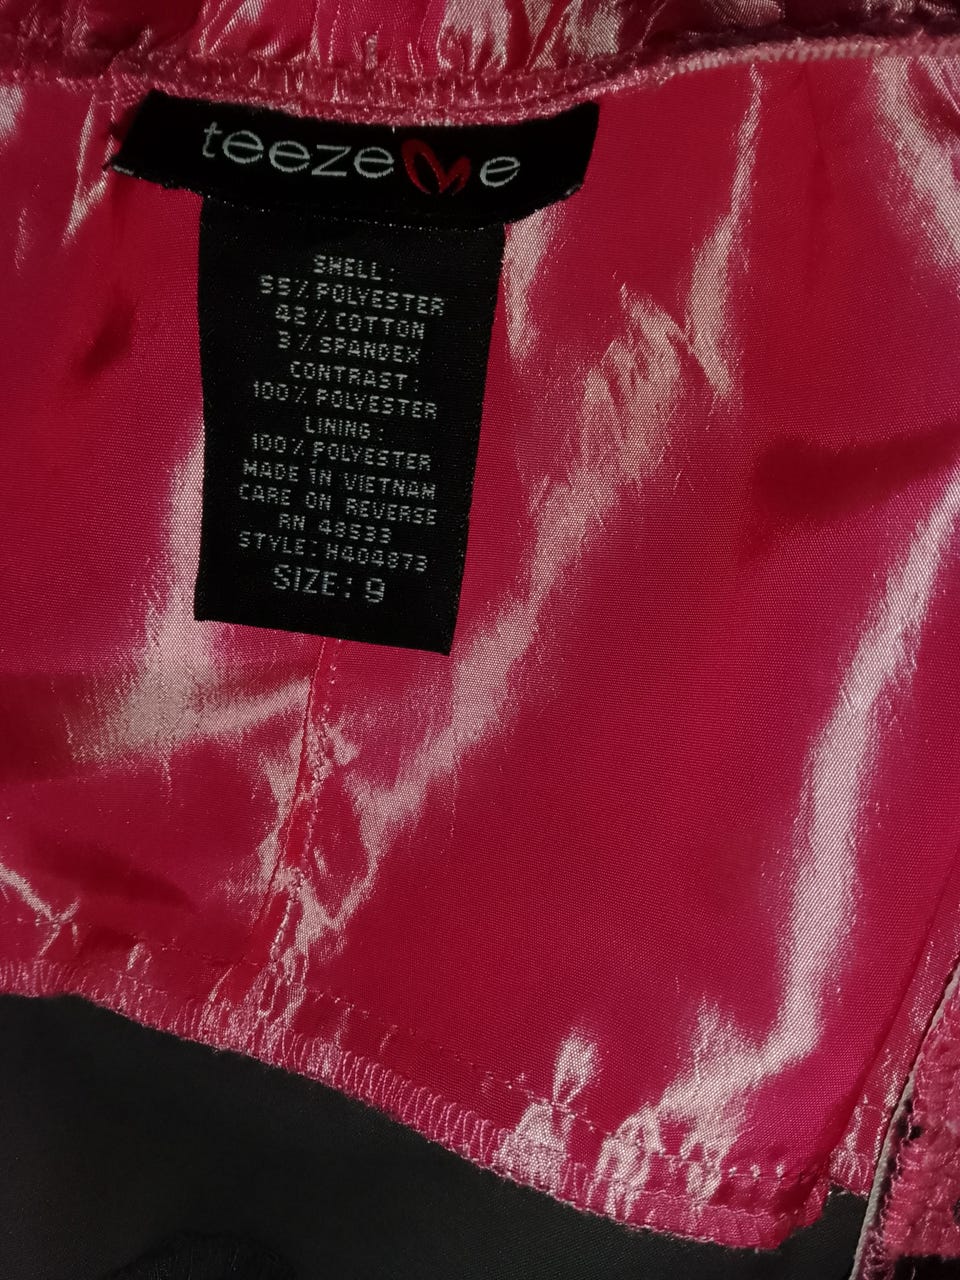 teezeme
SHELL:
55% POLYESTER
42% COTTON
3% SPANDEX
CONTRAST:
100% POLYESTER
LINING:
100% POLYESTER
MADE IN VIETNAM
CARE ON REVERSE
RN 43533
STYLE: H404873
SIZE: 9